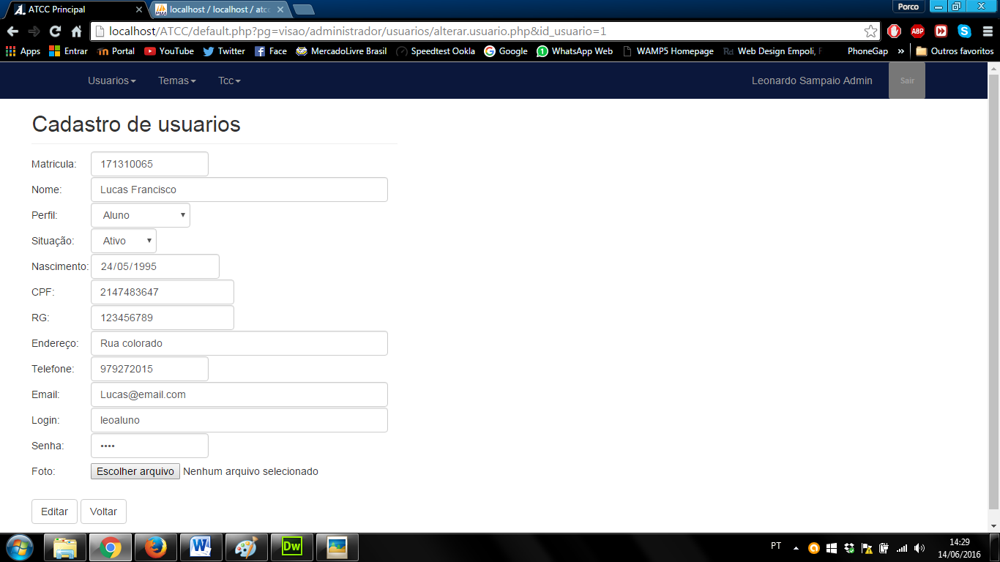 ATCC Principal
localhost / localhost / atcc
Porco
localhost/ATCC/default.php?pg=visao/administrador/usuarios/alterar.usuario.php&id_usuario=1
ABP
Apps Entrar Portal YouTube Twitter Face MercadoLivre Brasil Speedtest Ookla Google WhatsApp Web WAMP5 Homepage Web Design Empoli, F PhoneGap » Outros favoritos
Usuarios Temas Tcc Leonardo Sampaio Admin Sair
Cadastro de usuarios
Matricula: 171310065
Nome: Lucas Francisco
Perfil: Aluno
Situação: Ativo
Nascimento: 24/05/1995
CPF: 2147483647
RG: 123456789
Endereço: Rua colorado
Telefone: 979272015
Email: Lucas@email.com
Login: leoaluno
Senha: ••••
Foto: Escolher arquivo Nenhum arquivo selecionado
Editar Voltar
Dw
PT
14:29
14/06/2016